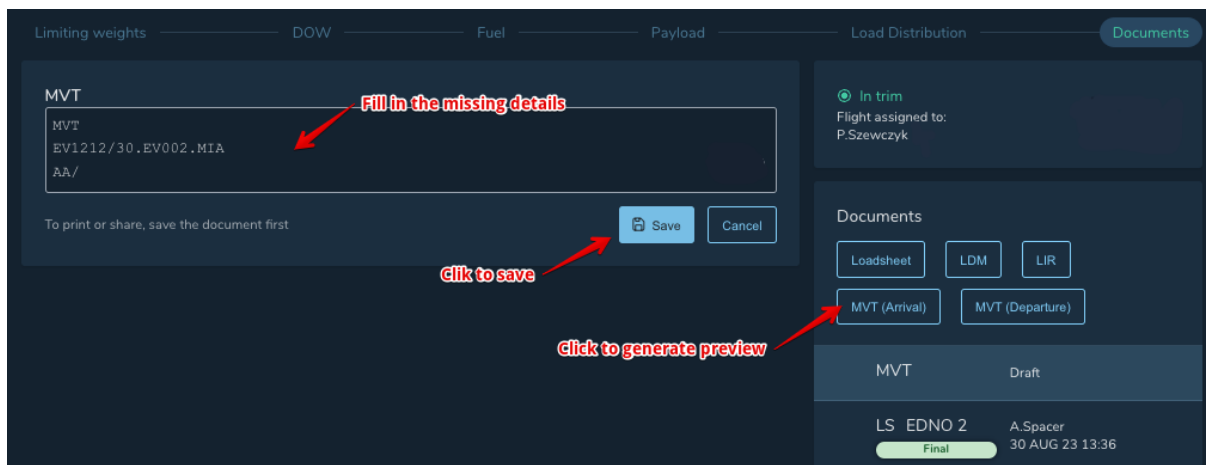 Limiting weights DOW Fuel Payload Load Distribution Documents
MVT
Fill in the missing details
MVT
EV1212/30.EV002.MIA
AA/
To print or share, save the document first
Save
Cancel
Clik to save
In trim
Flight assigned to:
P.Szewczyk
Documents
Loadsheet LDM LIR
MVT (Arrival) MVT (Departure)
Click to generate preview
MVT Draft
LS EDNO 2 A.Spacer
Final 30 AUG 23 13:36